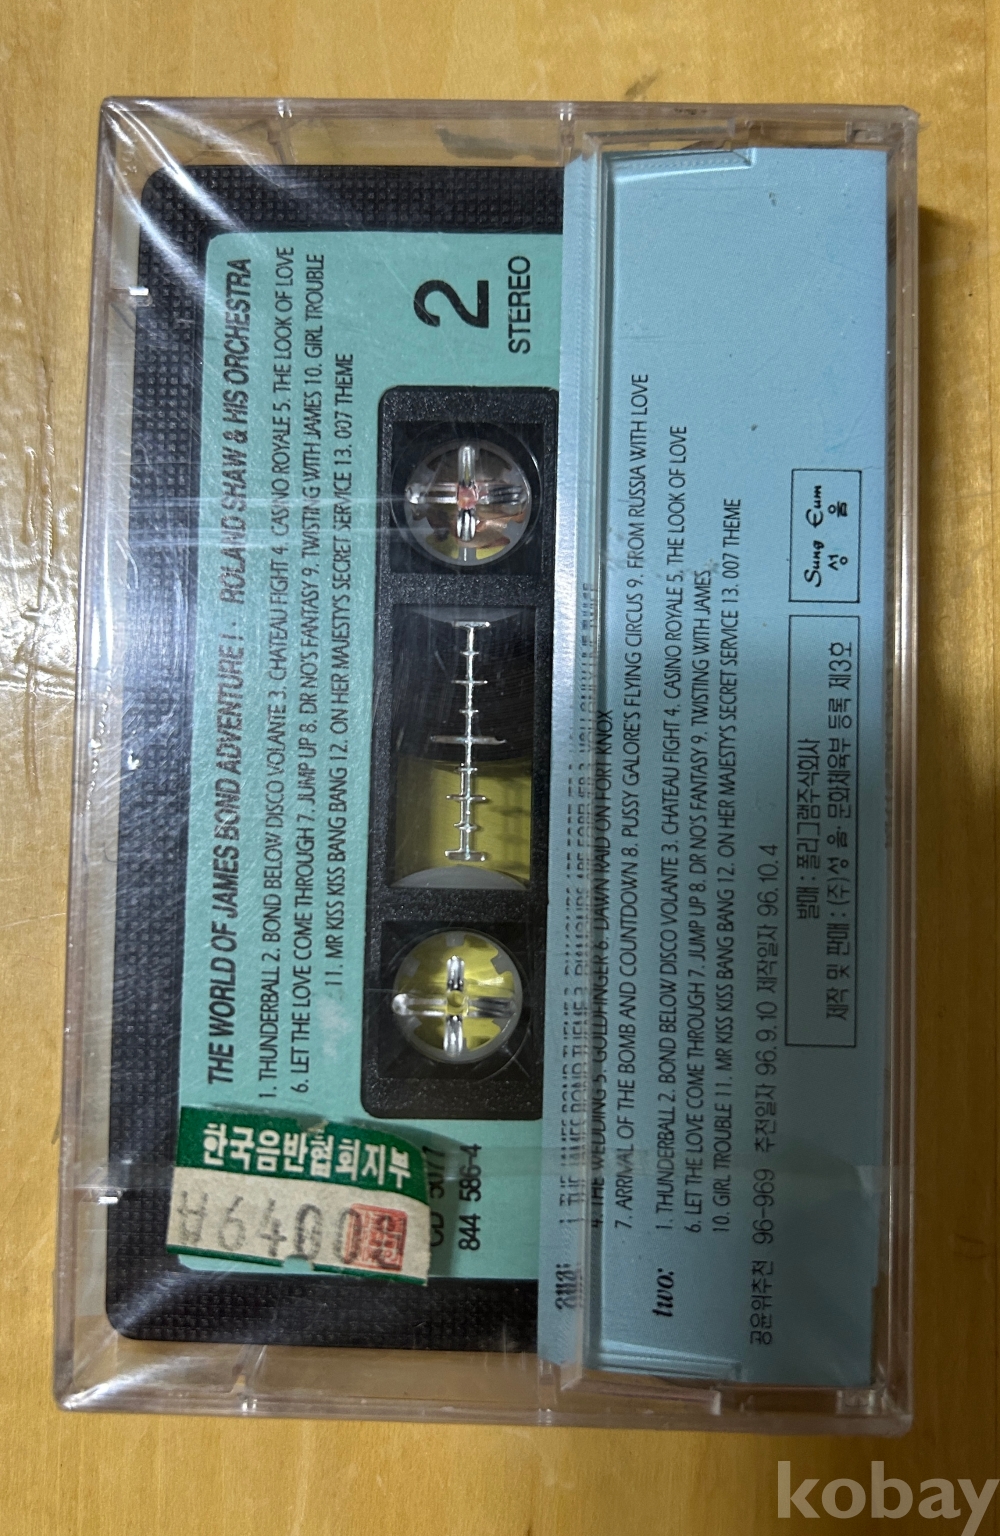 THE WORLD OF JAMES BOND ADVENTURE! ROLAND SHAW & HIS ORCHESTRA
1. THUNDERBALL 2. BOND BELOW DISCO VOLANTE 3. CHATEAU FIGHT 4. CASINO ROYALE 5. THE LOOK OF LOVE
6. LET THE LOVE COME THROUGH 7. JUMP UP 8. DR NO'S FANTASY 9. TWISTING WITH JAMES 10. GIRL TROUBLE
11. MR KISS KISS BANG BANG 12. ON HER MAJESTY'S SECRET SERVICE 13. 007 THEME
2
STEREO
844 586-4
한국음반협회지부
1. THE JAMES BOND THEME 2.
4. THE WEDDING 5. GOLDFINGER 6. DAWN RAID ON FORT KNOX
7. ARRIVAL OF THE BOMB AND COUNTDOWN 8. PUSSY GALORE'S FLYING CIRCUS 9. FROM RUSSIA WITH LOVE
two:
1. THUNDERBALL 2. BOND BELOW DISCO VOLANTE 3. CHATEAU FIGHT 4. CASINO ROYALE 5. THE LOOK OF LOVE
6. LET THE LOVE COME THROUGH 7. JUMP UP 8. DR NO'S FANTASY 9. TWISTING WITH JAMES
10. GIRL TROUBLE 11. MR KISS KISS BANG BANG 12. ON HER MAJESTY'S SECRET SERVICE 13. 007 THEME
공윤위추천 96-969 추천일자 96.9.10 제작일자 96.10.4
발매 : 폴리그램주식회사
제작 및 판매 : (주)성 음· 문화체육부 등록 제3호
Sung Eum
성 음
kobay